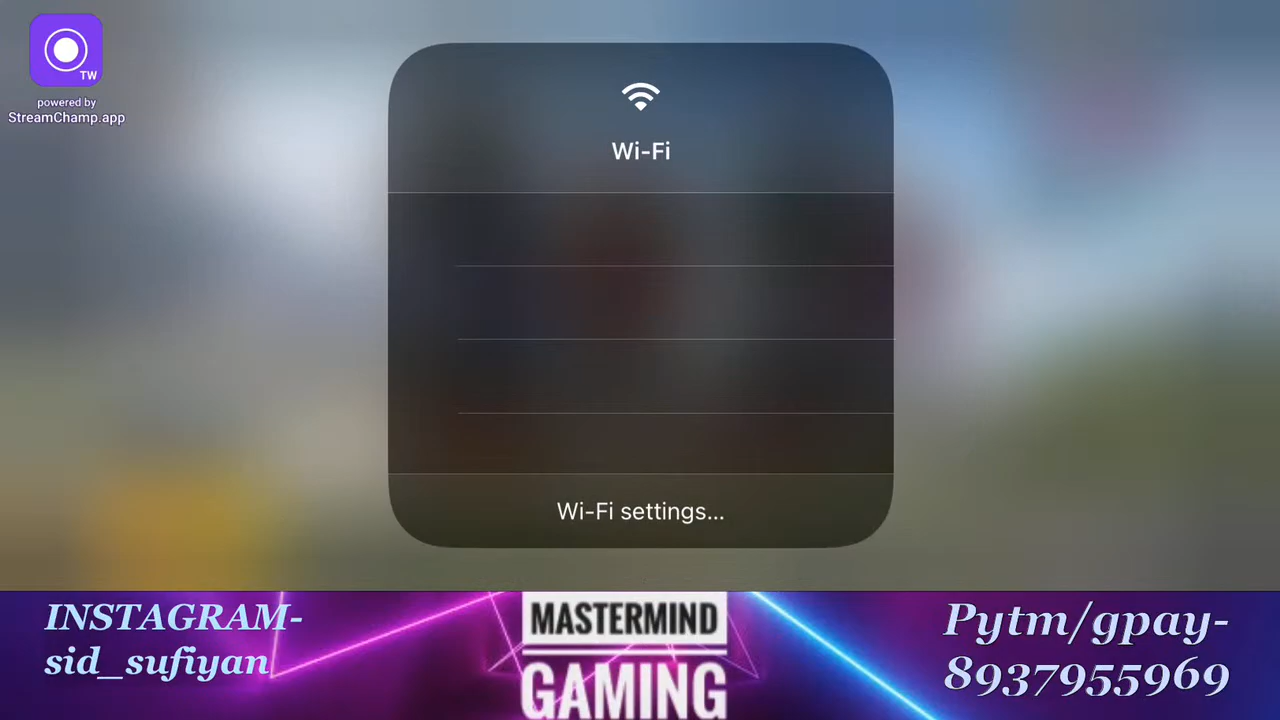 TW
powered by
StreamChamp.app
Wi-Fi
Wi-Fi settings...
INSTAGRAM-
sid_sufiyan
MASTERMIND
GAMING
Pytm/gpay-
8937955969